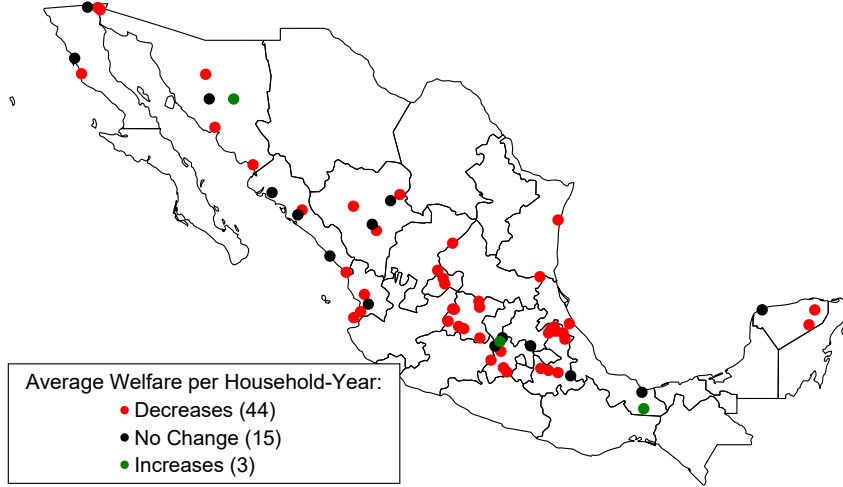 Average Welfare per Household-Year:
Decreases (44)
No Change (15)
Increases (3)